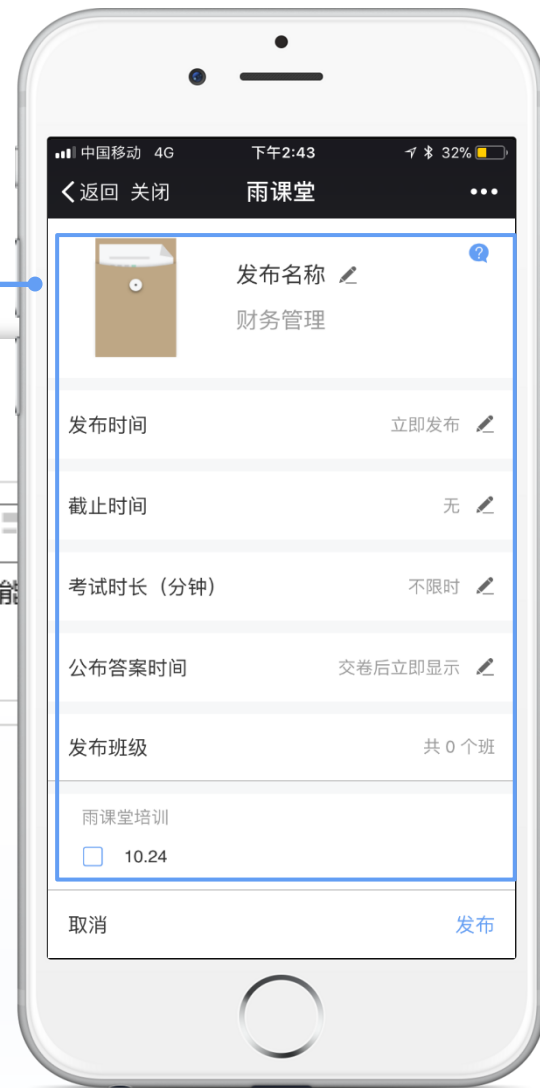 中国移动 4G 下午2:43 32%
返回 关闭 雨课堂
?
发布名称
财务管理
发布时间 立即发布
截止时间 无
能
考试时长（分钟） 不限时
公布答案时间 交卷后立即显示
发布班级 共 0 个班
雨课堂培训
10.24
取消 发布